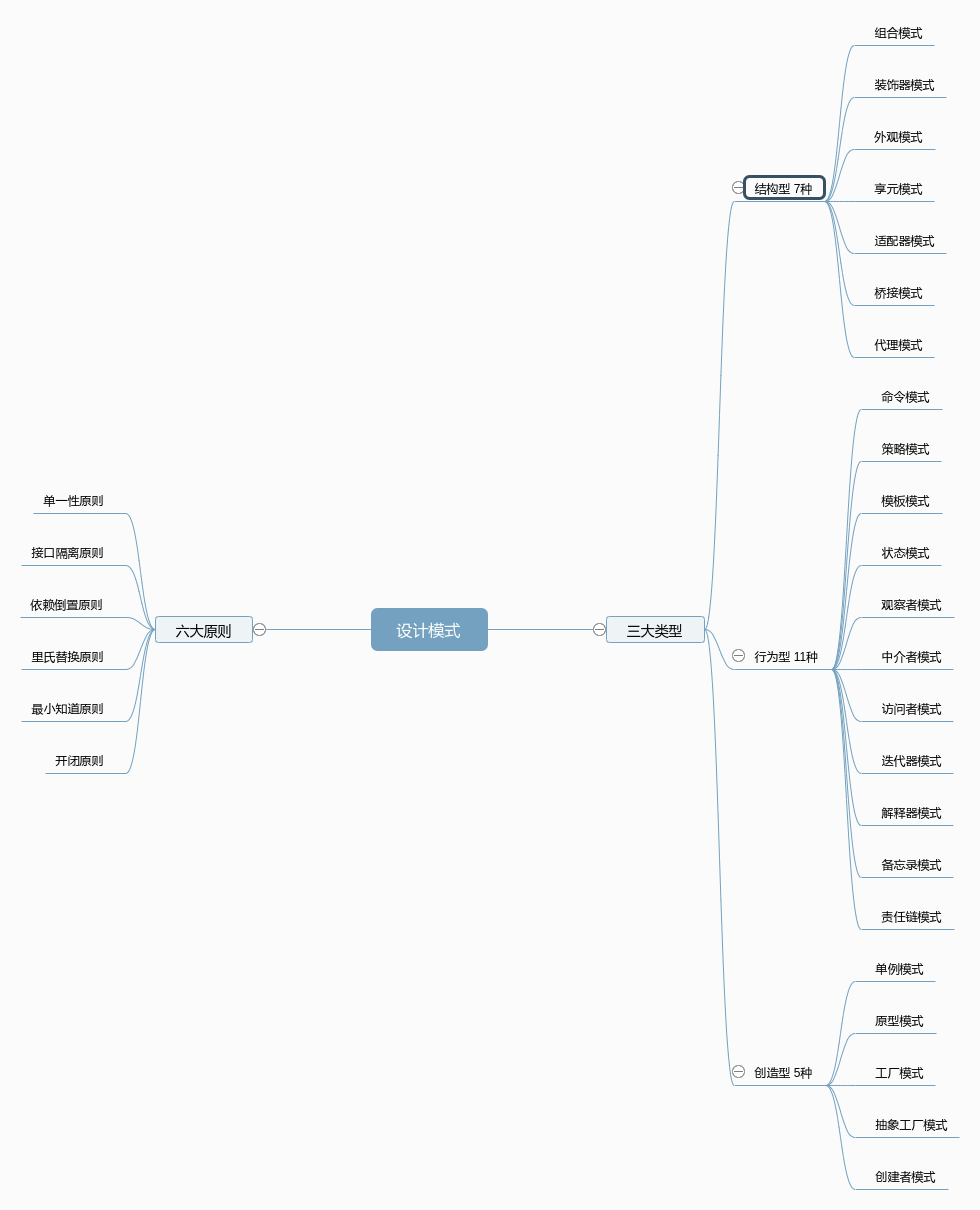 设计模式
六大原则
单一性原则
接口隔离原则
依赖倒置原则
里氏替换原则
最小知道原则
开闭原则
三大类型
结构型 7种
组合模式
装饰器模式
外观模式
享元模式
适配器模式
桥接模式
代理模式
行为型 11种
命令模式
策略模式
模板模式
状态模式
观察者模式
中介者模式
访问者模式
迭代器模式
解释器模式
备忘录模式
责任链模式
创造型 5种
单例模式
原型模式
工厂模式
抽象工厂模式
创建者模式